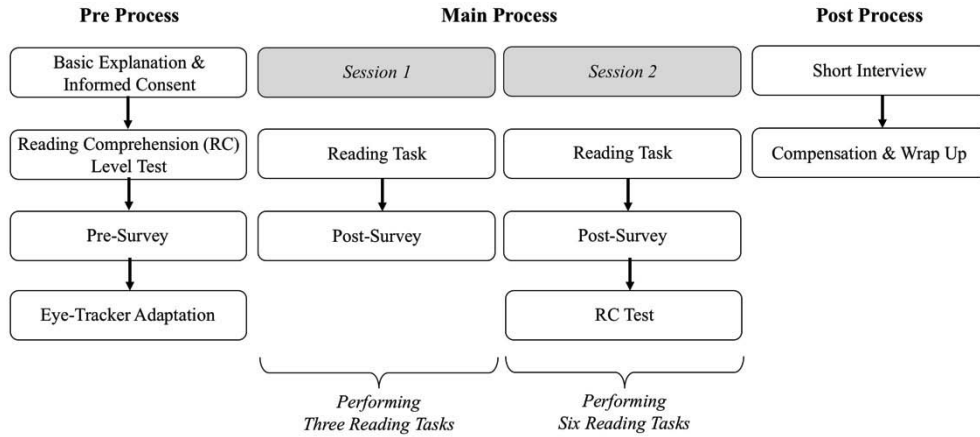 Pre Process
Main Process
Post Process
Basic Explanation &
Informed Consent
Reading Comprehension (RC)
Level Test
Pre-Survey
Eye-Tracker Adaptation
Session 1
Reading Task
Post-Survey
Performing
Three Reading Tasks
Session 2
Reading Task
Post-Survey
RC Test
Performing
Six Reading Tasks
Short Interview
Compensation & Wrap Up